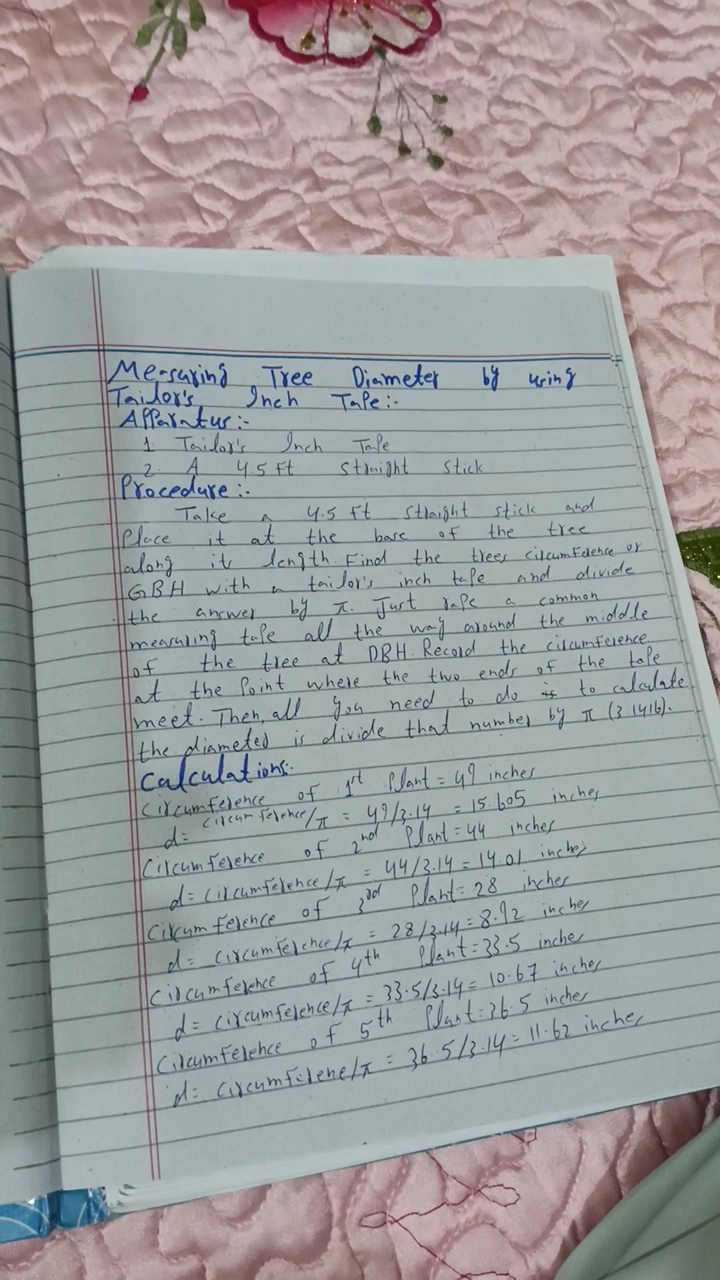 Measuring Tree Diameter by using
Tailor's Inch Tape:-
Apparatus:-
1. Tailor's Inch Tape
2. A 4.5 Ft Straight Stick
Procedure:-
Take a 4.5 Ft straight stick and
Place it at the base of the tree
along it length. Find the trees circumference or
GBH with a tailor's inch tape and divide
the answer by π. Just rape a common
measuring tape all the way around the middle
of the tree at DBH. Record the circumference
at the Point where the two ends of the tape
meet. Then, all you need to do is to calculate
the diameter is divide that number by π (3.1416).
Calculations:-
Circumference of 1st Plant = 49 inches
d= circumference/π = 49/3.14 = 15.605 inches
Circumference of 2nd Plant = 44 inches
d= circumference/π = 44/3.14 = 14.01 inches
Circumference of 3rd Plant = 28 inches
d= circumference/π = 28/3.14 = 8.92 inches
Circumference of 4th Plant = 33.5 inches
d= circumference/π = 33.5/3.14 = 10.67 inches
Circumference of 5th Plant = 36.5 inches
d= circumference/π = 36.5/3.14 = 11.62 inches